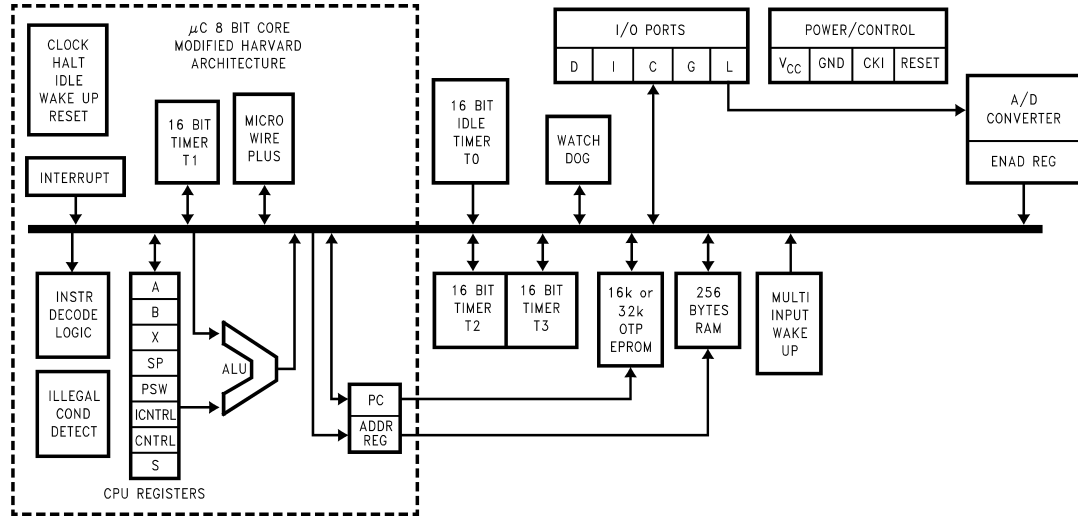 CLOCK
HALT
IDLE
WAKE UP
RESET
μC 8 BIT CORE
MODIFIED HARVARD
ARCHITECTURE
16 BIT
TIMER
T1
MICRO
WIRE
PLUS
INTERRUPT
16 BIT
IDLE
TIMER
T0
WATCH
DOG
I/O PORTS
D I C G L
POWER/CONTROL
VCC GND CKI RESET
A/D
CONVERTER
ENAD REG
INSTR
DECODE
LOGIC
ILLEGAL
COND
DETECT
A
B
X
SP
PSW
ICNTRL
CNTRL
S
CPU REGISTERS
ALU
PC
ADDR
REG
16 BIT
TIMER
T2
16 BIT
TIMER
T3
16k or
32k
OTP
EPROM
256
BYTES
RAM
MULTI
INPUT
WAKE
UP